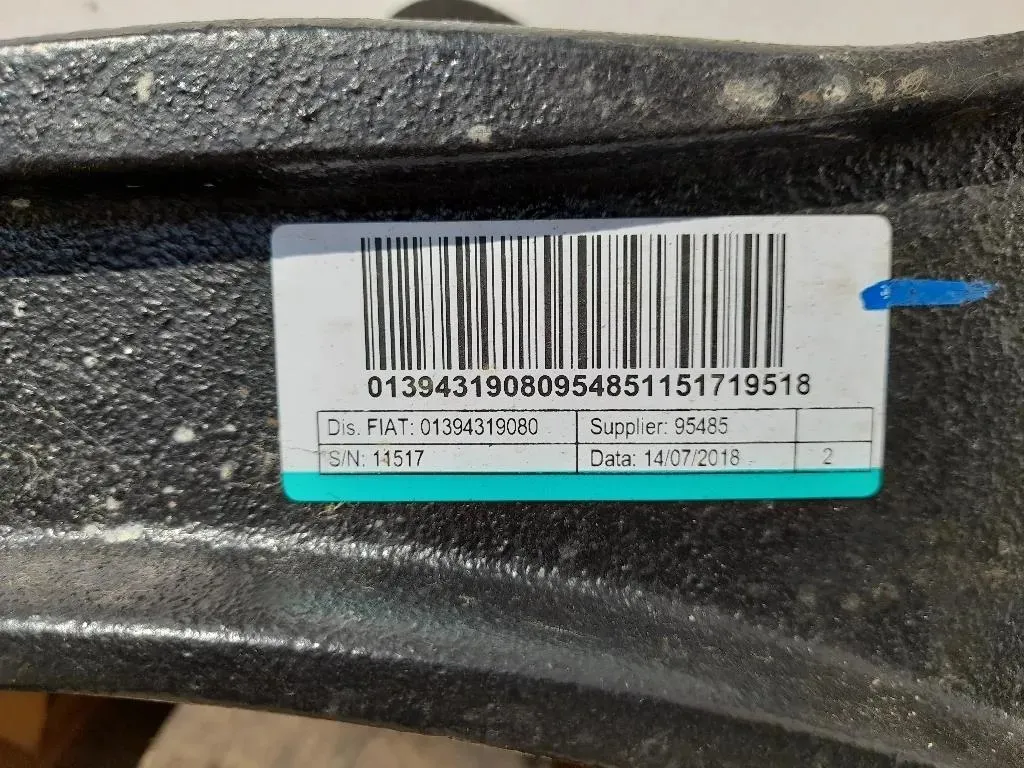 01394319080954851151719518
Dis. FIAT: 01394319080 Supplier: 95485
S/N: 11517 Data: 14/07/2018 2